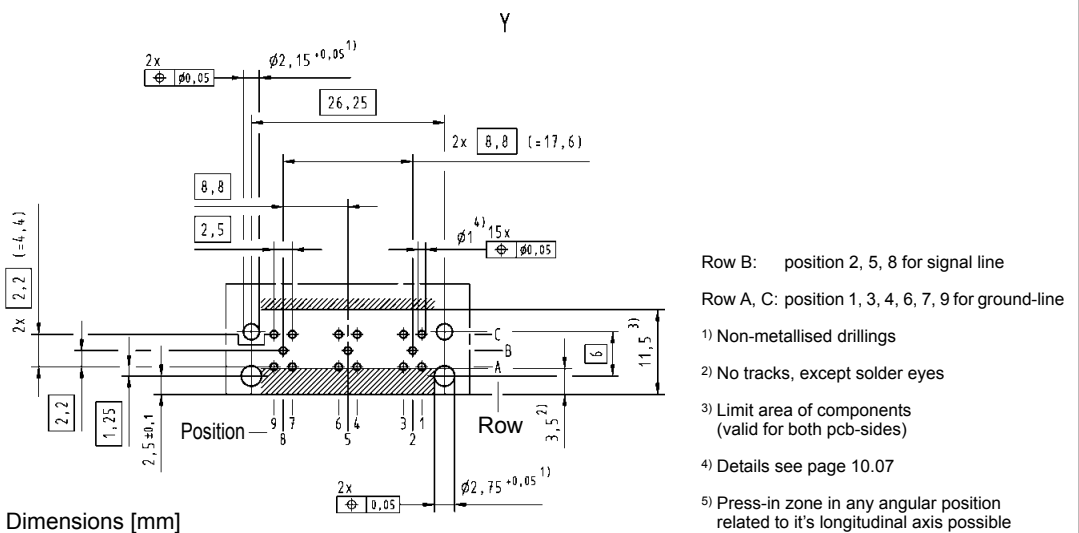 Y
2x
ø2,15 +0,05 1)
⌖ ø0,05
26,25
2x 8,8 (=17,6)
8,8
2,5
ø1 4) 15x
⌖ ø0,05
2x 2,2 (=4,4)
C
B
A
6
11,5 3)
2,2
1,25
2,5±0,1
3,5 2)
9 7 6 4 3 1
Position
8 5 2
Row
2x
⌖ 0,05
ø2,75 +0,05 1)
Dimensions [mm]
Row B: position 2, 5, 8 for signal line
Row A, C: position 1, 3, 4, 6, 7, 9 for ground-line
1) Non-metallised drillings
2) No tracks, except solder eyes
3) Limit area of components
(valid for both pcb-sides)
4) Details see page 10.07
5) Press-in zone in any angular position
related to it's longitudinal axis possible